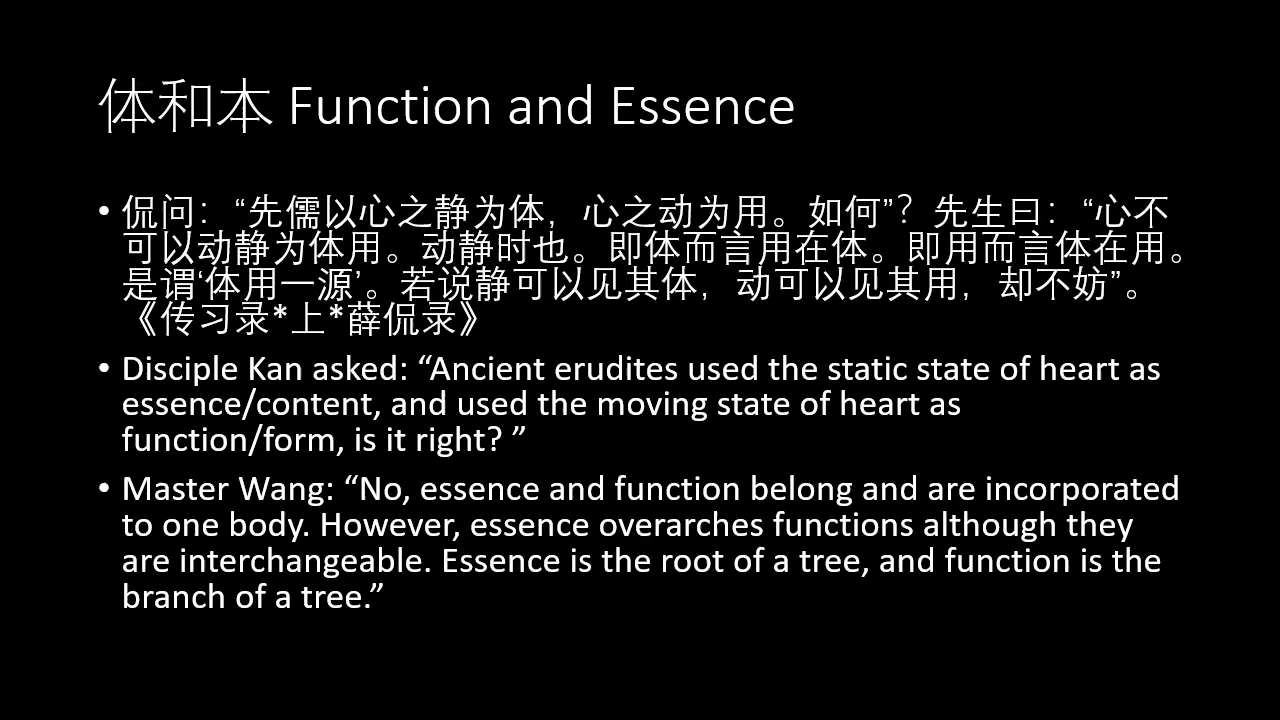 体和本 Function and Essence
• 侃问：“先儒以心之静为体，心之动为用。如何”？先生曰：“心不
可以动静为体用。动静时也。即体而言用在体。即用而言体在用。
是谓‘体用一源’。若说静可以见其体，动可以见其用，却不妨”。
《传习录*上*薛侃录》
• Disciple Kan asked: “Ancient erudites used the static state of heart as
essence/content, and used the moving state of heart as
function/form, is it right? ”
• Master Wang: “No, essence and function belong and are incorporated
to one body. However, essence overarches functions although they
are interchangeable. Essence is the root of a tree, and function is the
branch of a tree.”